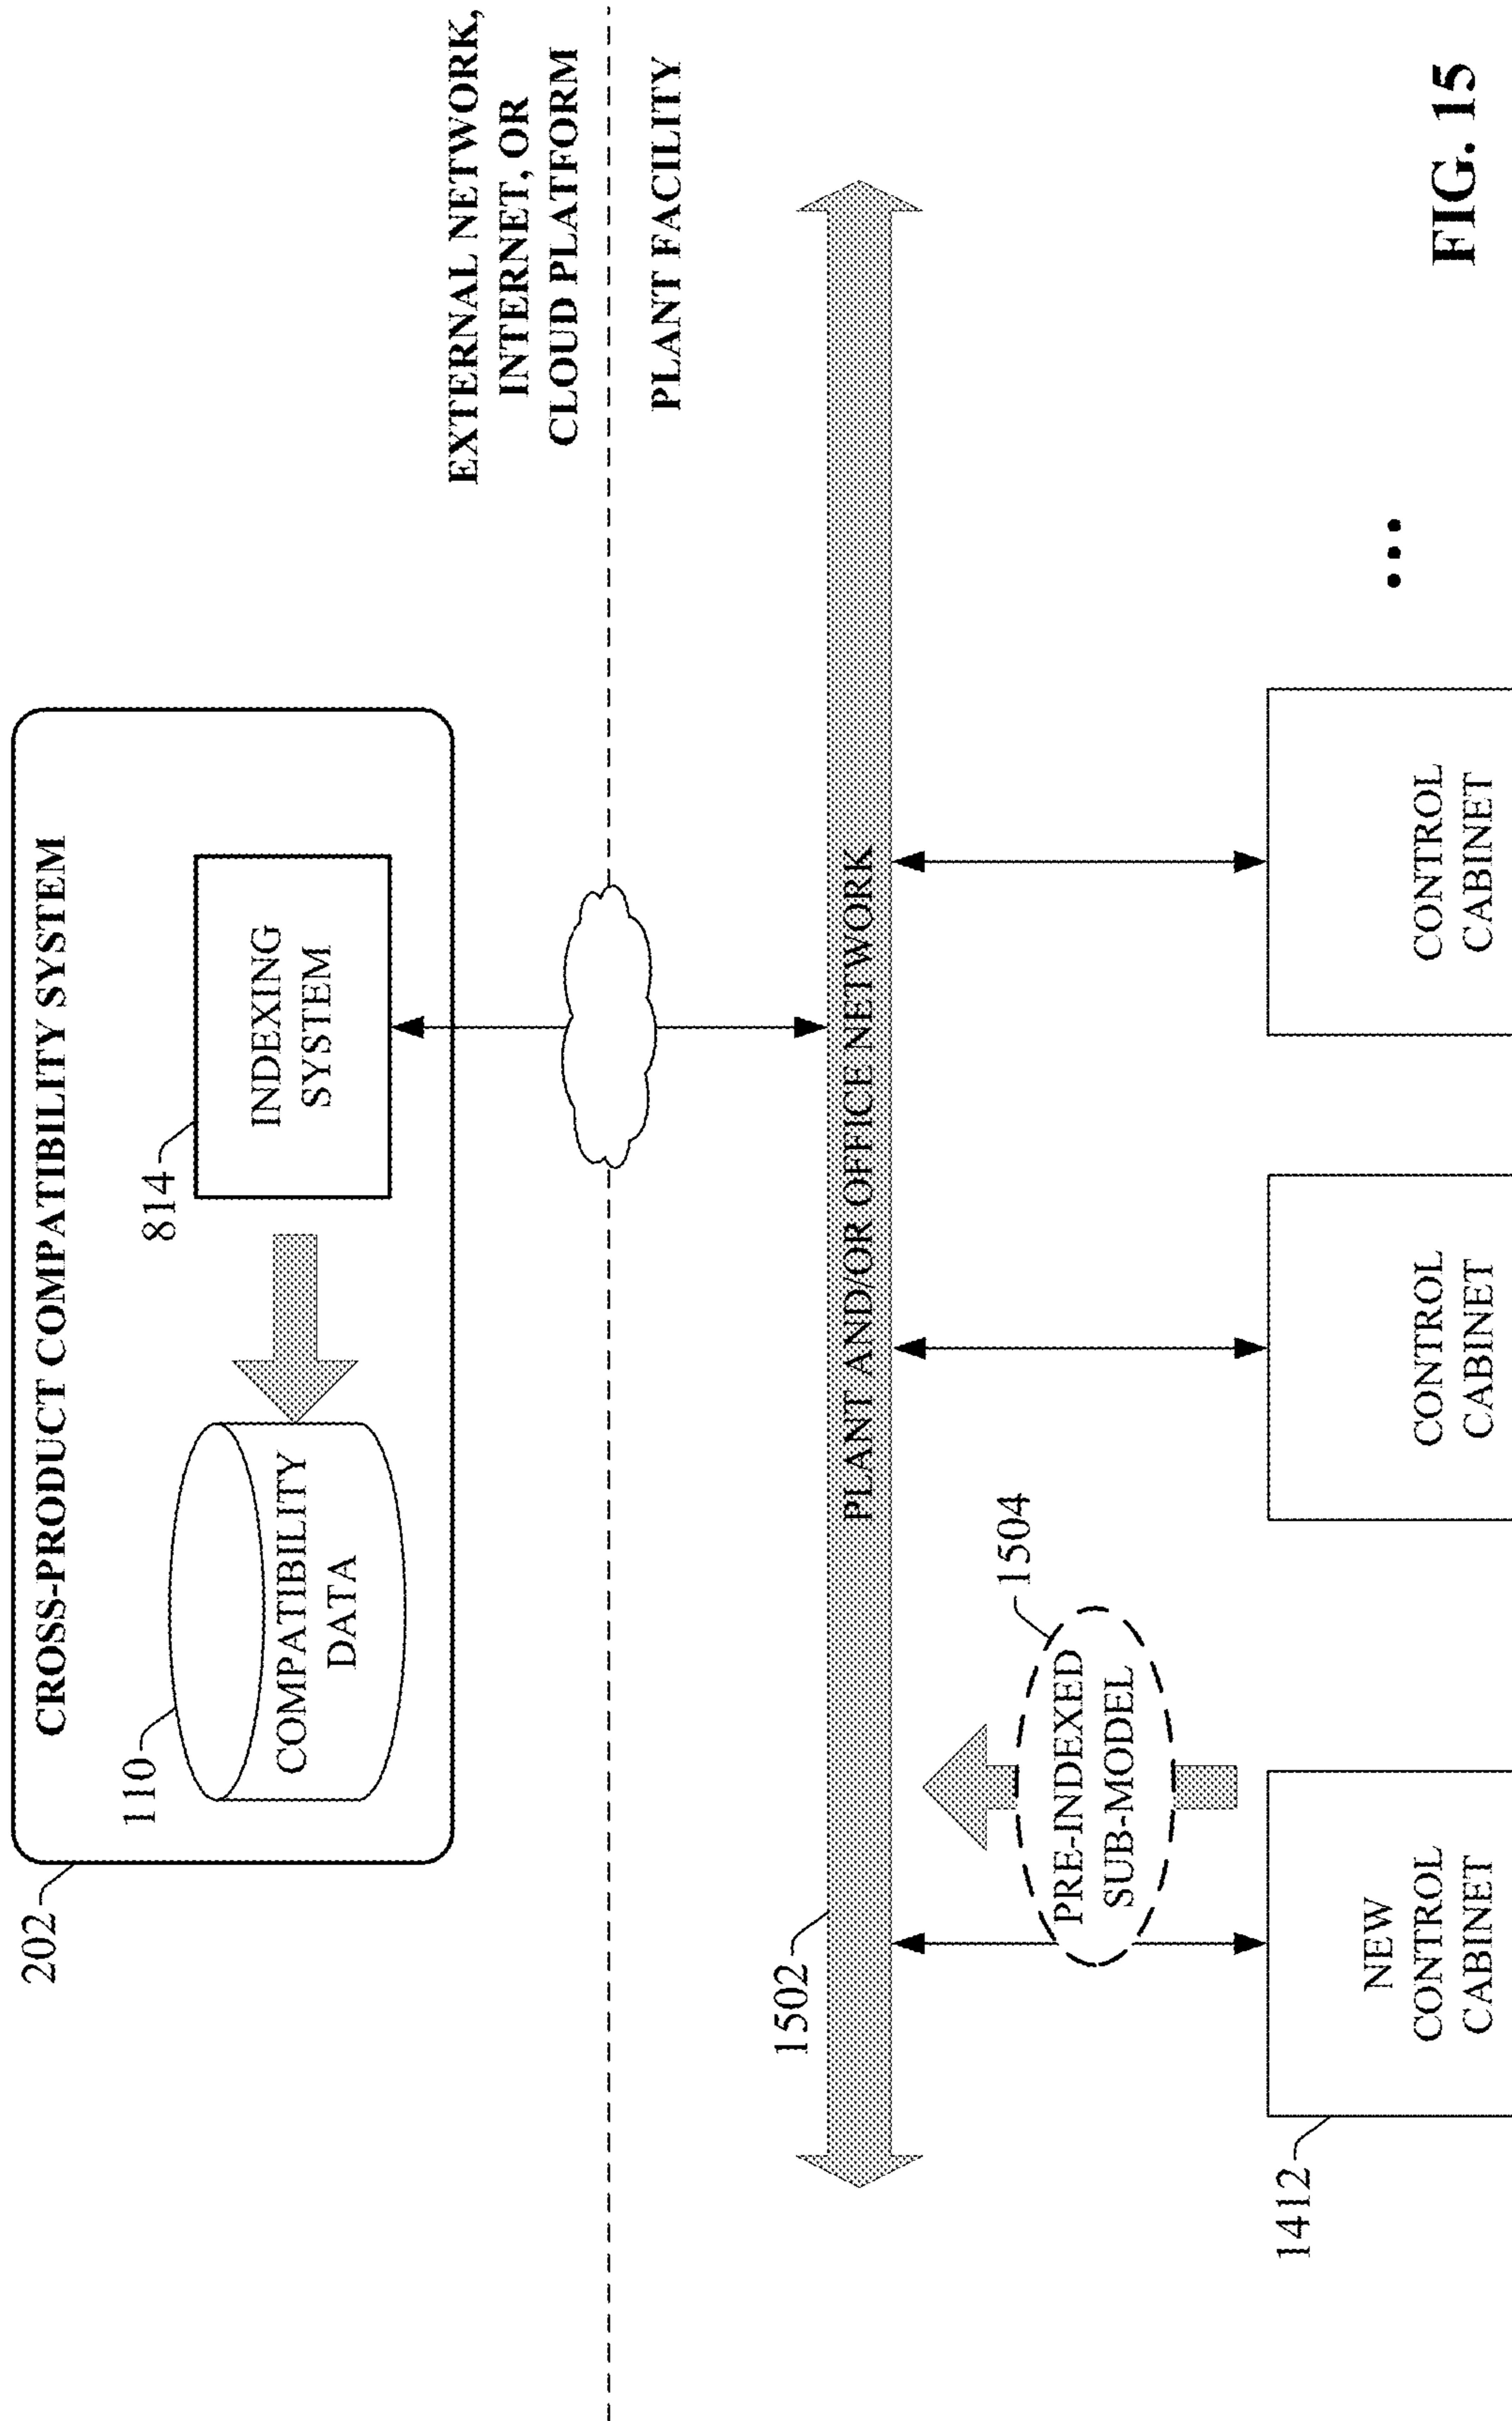 202
CROSS-PRODUCT COMPATIBILITY SYSTEM
110
COMPATIBILITY
DATA
814
INDEXING
SYSTEM
EXTERNAL NETWORK,
INTERNET, OR
CLOUD PLATFORM
PLANT FACILITY
1502
PLANT AND/OR OFFICE NETWORK
PRE-INDEXED
SUB-MODEL
1504
1412
NEW
CONTROL
CABINET
CONTROL
CABINET
CONTROL
CABINET
...
FIG. 15